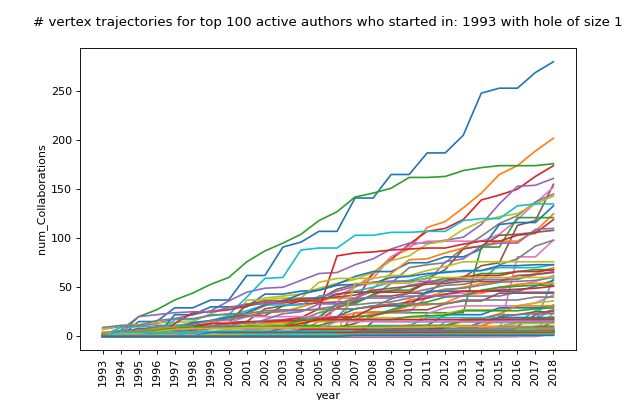 # vertex trajectories for top 100 active authors who started in: 1993 with hole of size 1
250
200
150
100
50
0
num_Collaborations
1993 1994 1995 1996 1997 1998 1999 2000 2001 2002 2003 2004 2005 2006 2007 2008 2009 2010 2011 2012 2013 2014 2015 2016 2017 2018
year